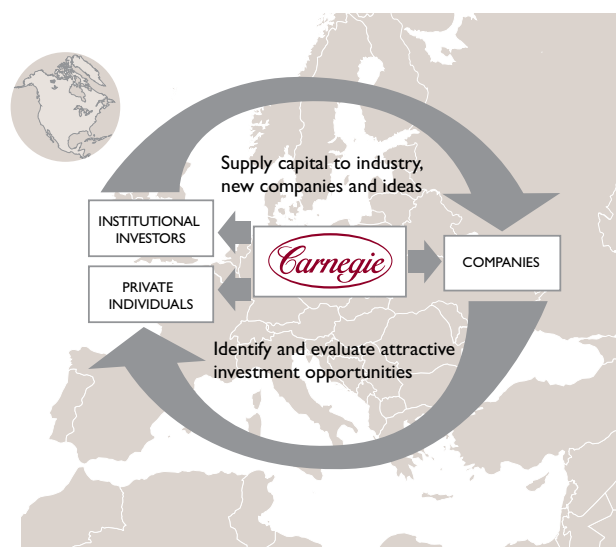 Supply capital to industry,
new companies and ideas
INSTITUTIONAL
INVESTORS
Carnegie
COMPANIES
PRIVATE
INDIVIDUALS
Identify and evaluate attractive
investment opportunities